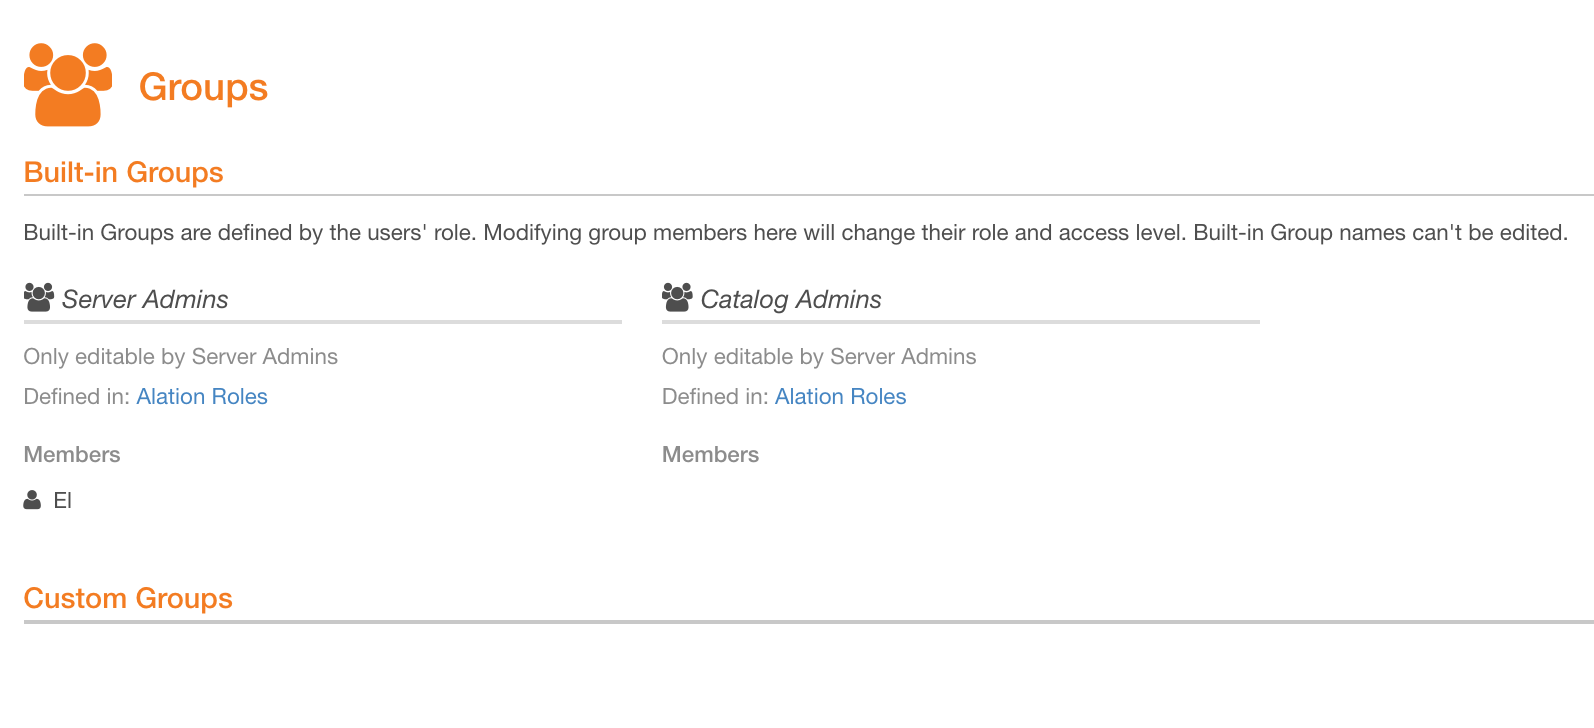 Groups
Built-in Groups
Built-in Groups are defined by the users' role. Modifying group members here will change their role and access level. Built-in Group names can't be edited.
Server Admins
Only editable by Server Admins
Defined in: Alation Roles
Members
El
Catalog Admins
Only editable by Server Admins
Defined in: Alation Roles
Members
Custom Groups